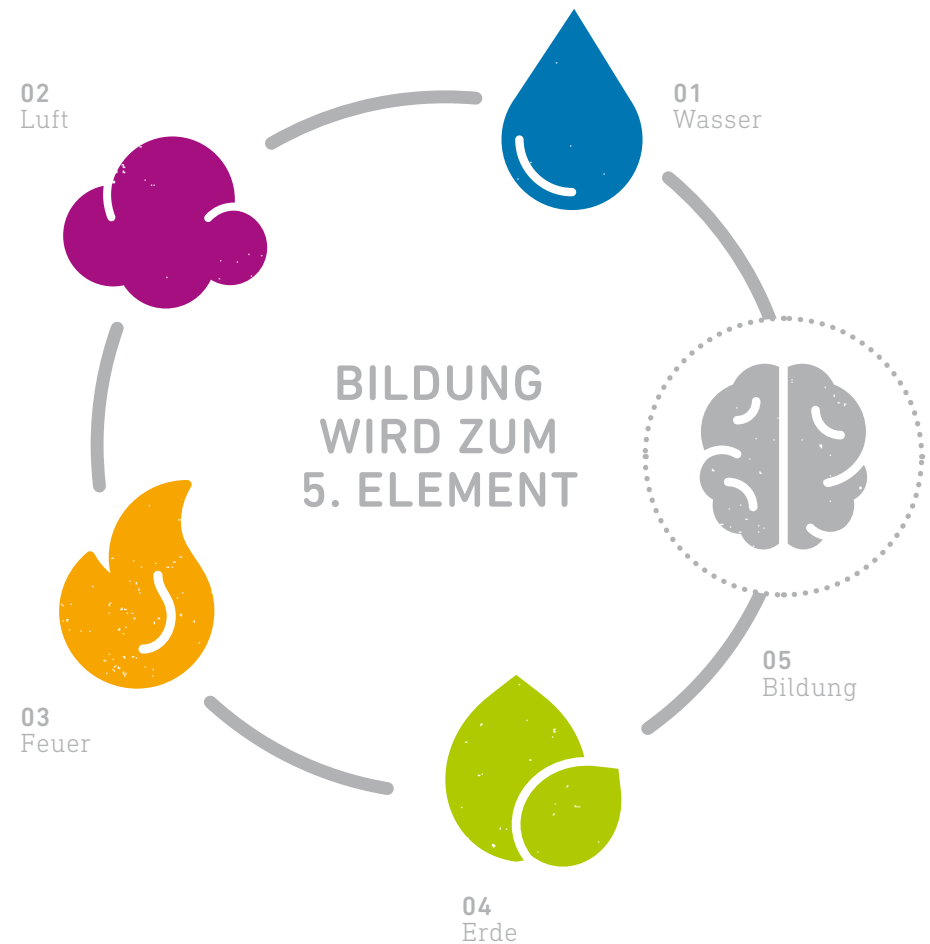 02
Luft
01
Wasser
BILDUNG
WIRD ZUM
5. ELEMENT
05
Bildung
03
Feuer
04
Erde